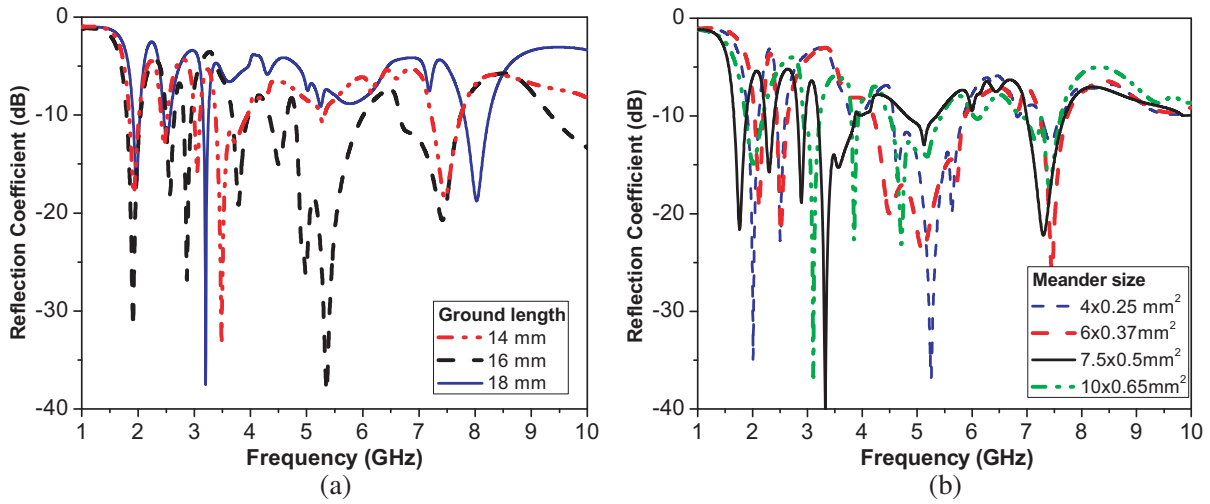 0
-10
-20
-30
-40
Reflection Coefficient (dB)
1 2 3 4 5 6 7 8 9 10
Frequency (GHz)
Ground length
14 mm
16 mm
18 mm
(a)
0
-10
-20
-30
-40
Reflection Coefficient (dB)
1 2 3 4 5 6 7 8 9 10
Frequency (GHz)
Meander size
4x0.25 mm²
6x0.37mm²
7.5x0.5mm²
10x0.65mm²
(b)